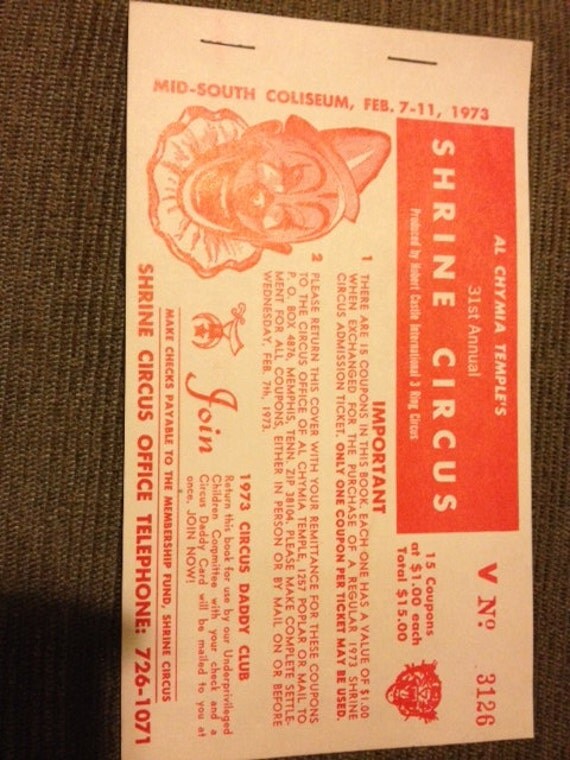 MID-SOUTH COLISEUM, FEB. 7-11, 1973
AL CHYMIA TEMPLE'S
31st Annual
SHRINE CIRCUS
Produced by Hubert Castle International 3 Ring Circus
V No. 3126
15 Coupons
at $1.00 each
Total $15.00
IMPORTANT
1 THERE ARE 15 COUPONS IN THIS BOOK, EACH ONE HAS A VALUE OF $1.00
WHEN EXCHANGED FOR THE PURCHASE OF A REGULAR 1973 SHRINE
CIRCUS ADMISSION TICKET. ONLY ONE COUPON PER TICKET MAY BE USED.
2 PLEASE RETURN THIS COVER WITH YOUR REMITTANCE FOR THESE COUPONS
TO THE CIRCUS OFFICE OF AL CHYMIA TEMPLE, 1257 POPLAR OR MAIL TO
P. O. BOX 4876, MEMPHIS, TENN. ZIP 38104. PLEASE MAKE COMPLETE SETTLE-
MENT FOR ALL COUPONS, EITHER IN PERSON OR BY MAIL ON OR BEFORE
WEDNESDAY, FEB. 7th, 1973.
Join
1973 CIRCUS DADDY CLUB
Return this book for use by our Underprivileged
Children Committee with your check and a
Circus Daddy Card will be mailed to you at
once, JOIN NOW!
MAKE CHECKS PAYABLE TO THE MEMBERSHIP FUND, SHRINE CIRCUS
SHRINE CIRCUS OFFICE TELEPHONE: 726-1071